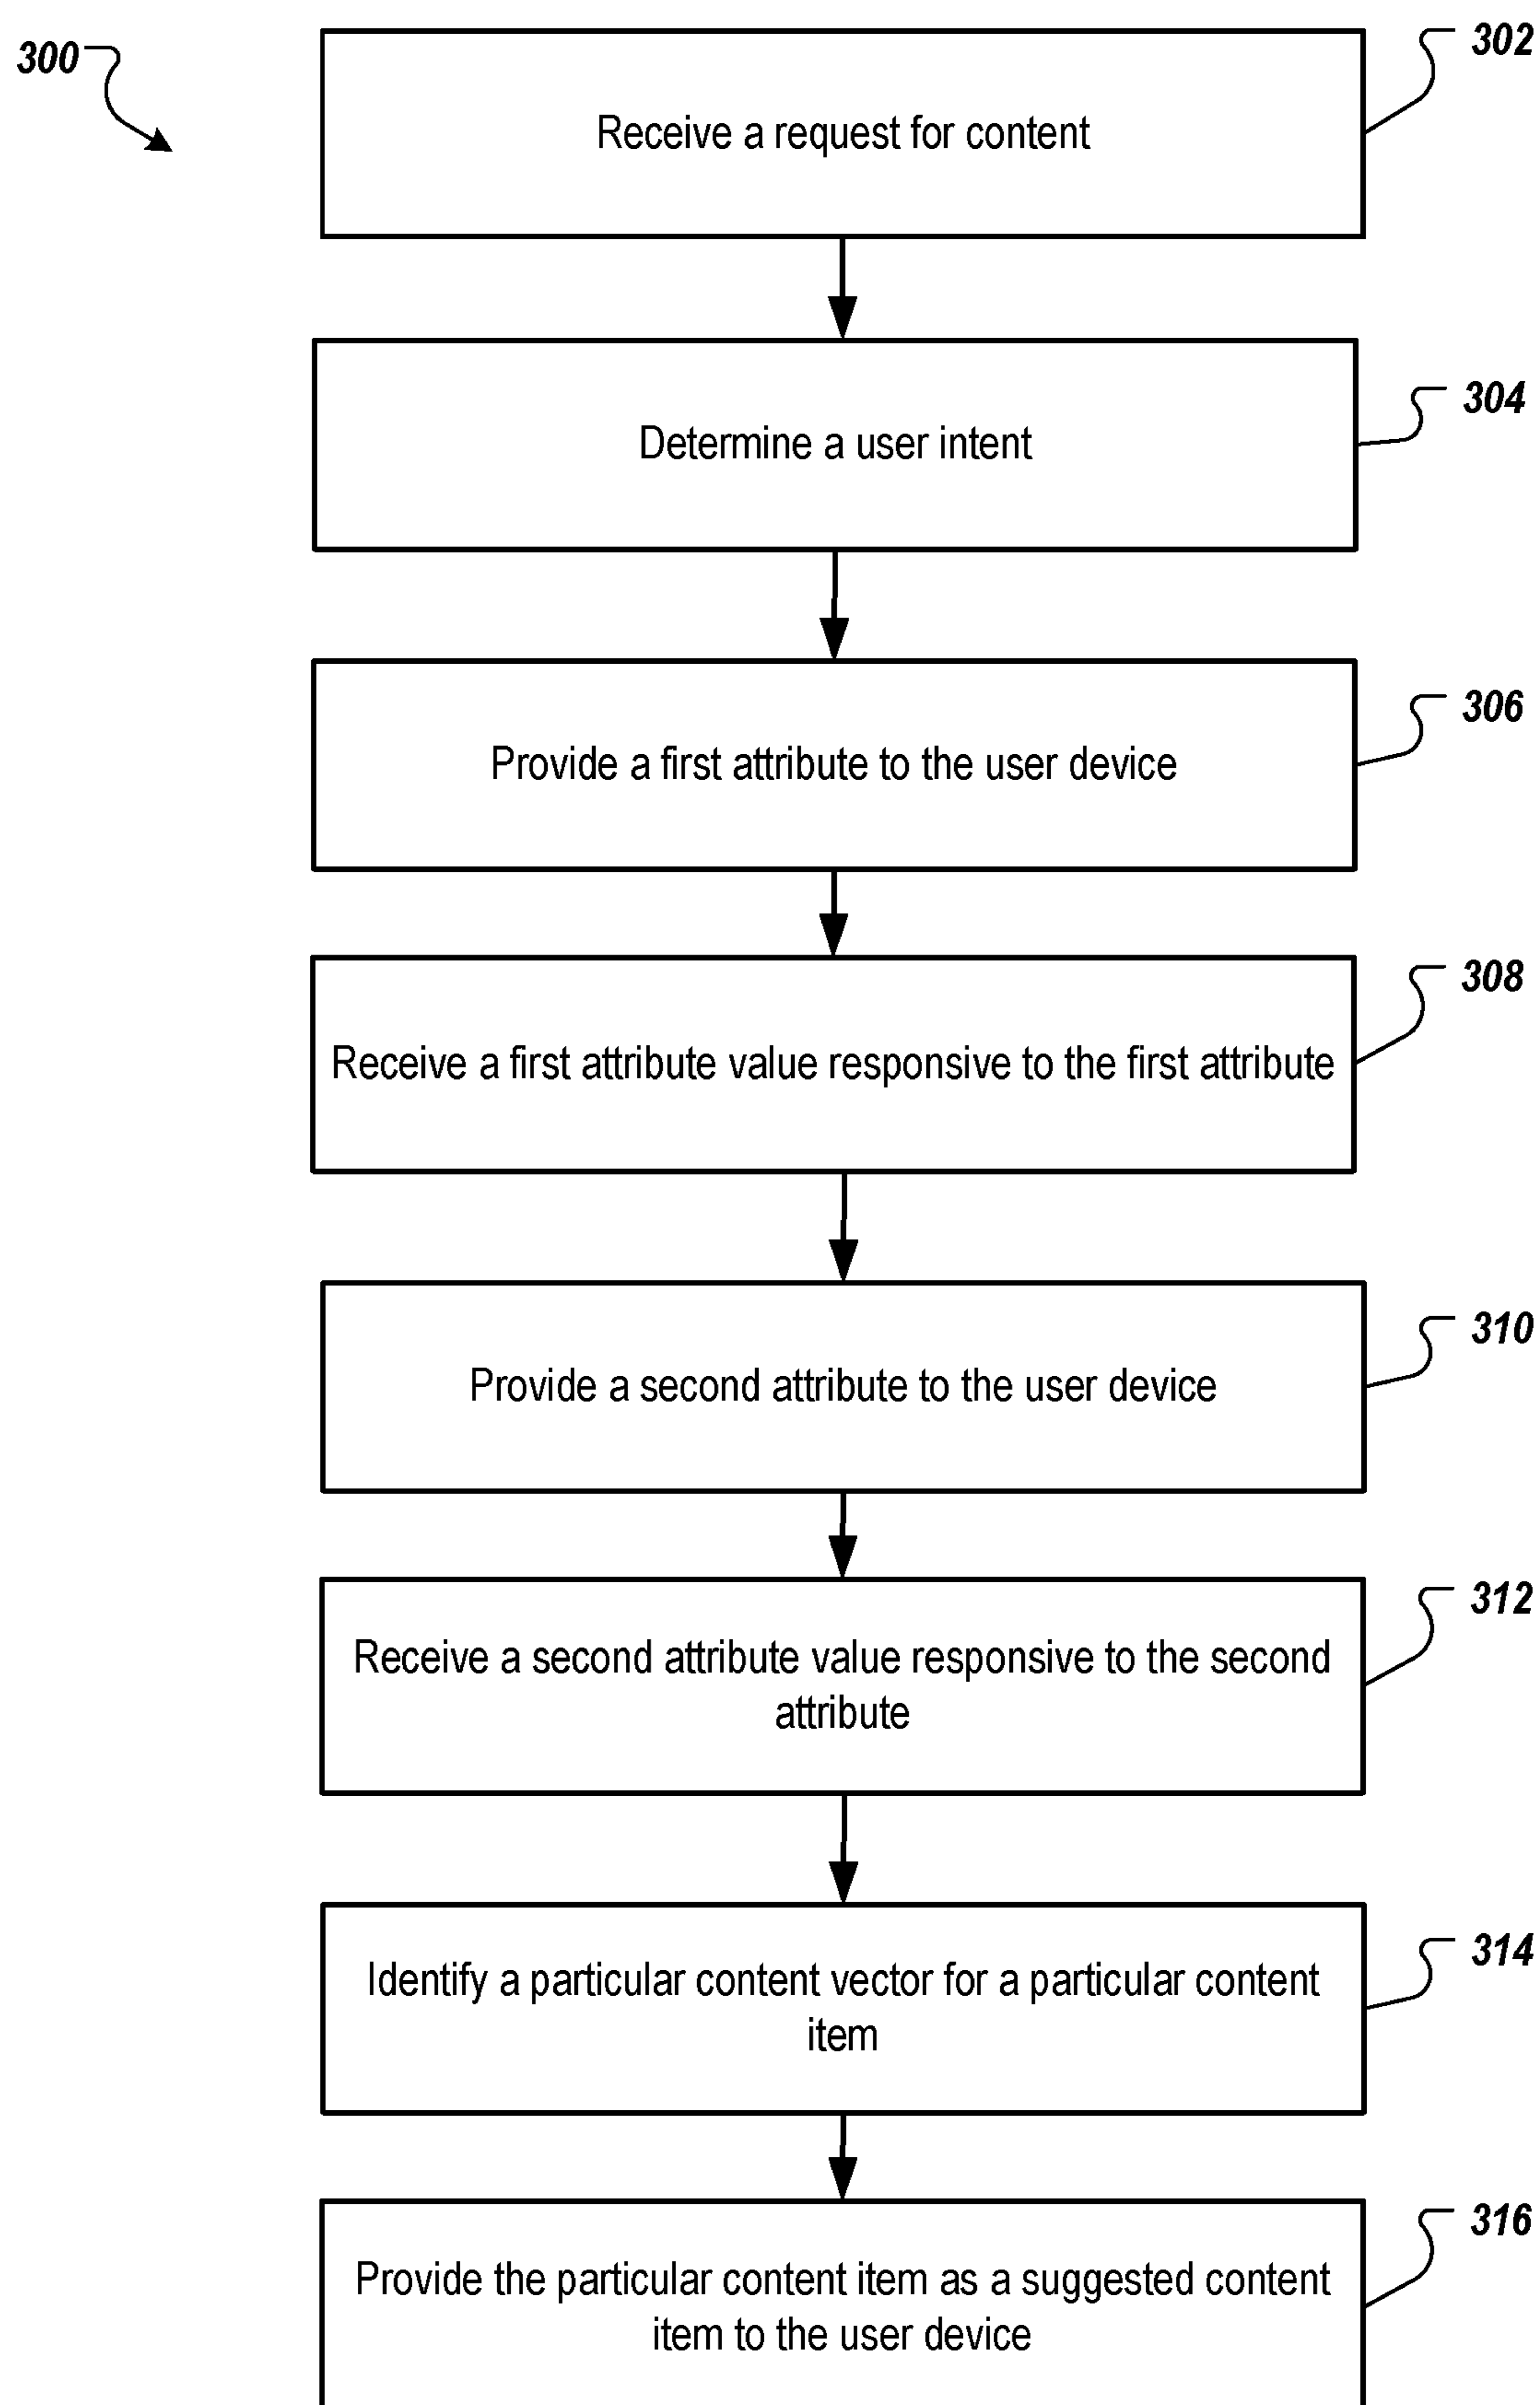 300
302
Receive a request for content
304
Determine a user intent
306
Provide a first attribute to the user device
308
Receive a first attribute value responsive to the first attribute
310
Provide a second attribute to the user device
312
Receive a second attribute value responsive to the second
attribute
314
Identify a particular content vector for a particular content
item
316
Provide the particular content item as a suggested content
item to the user device